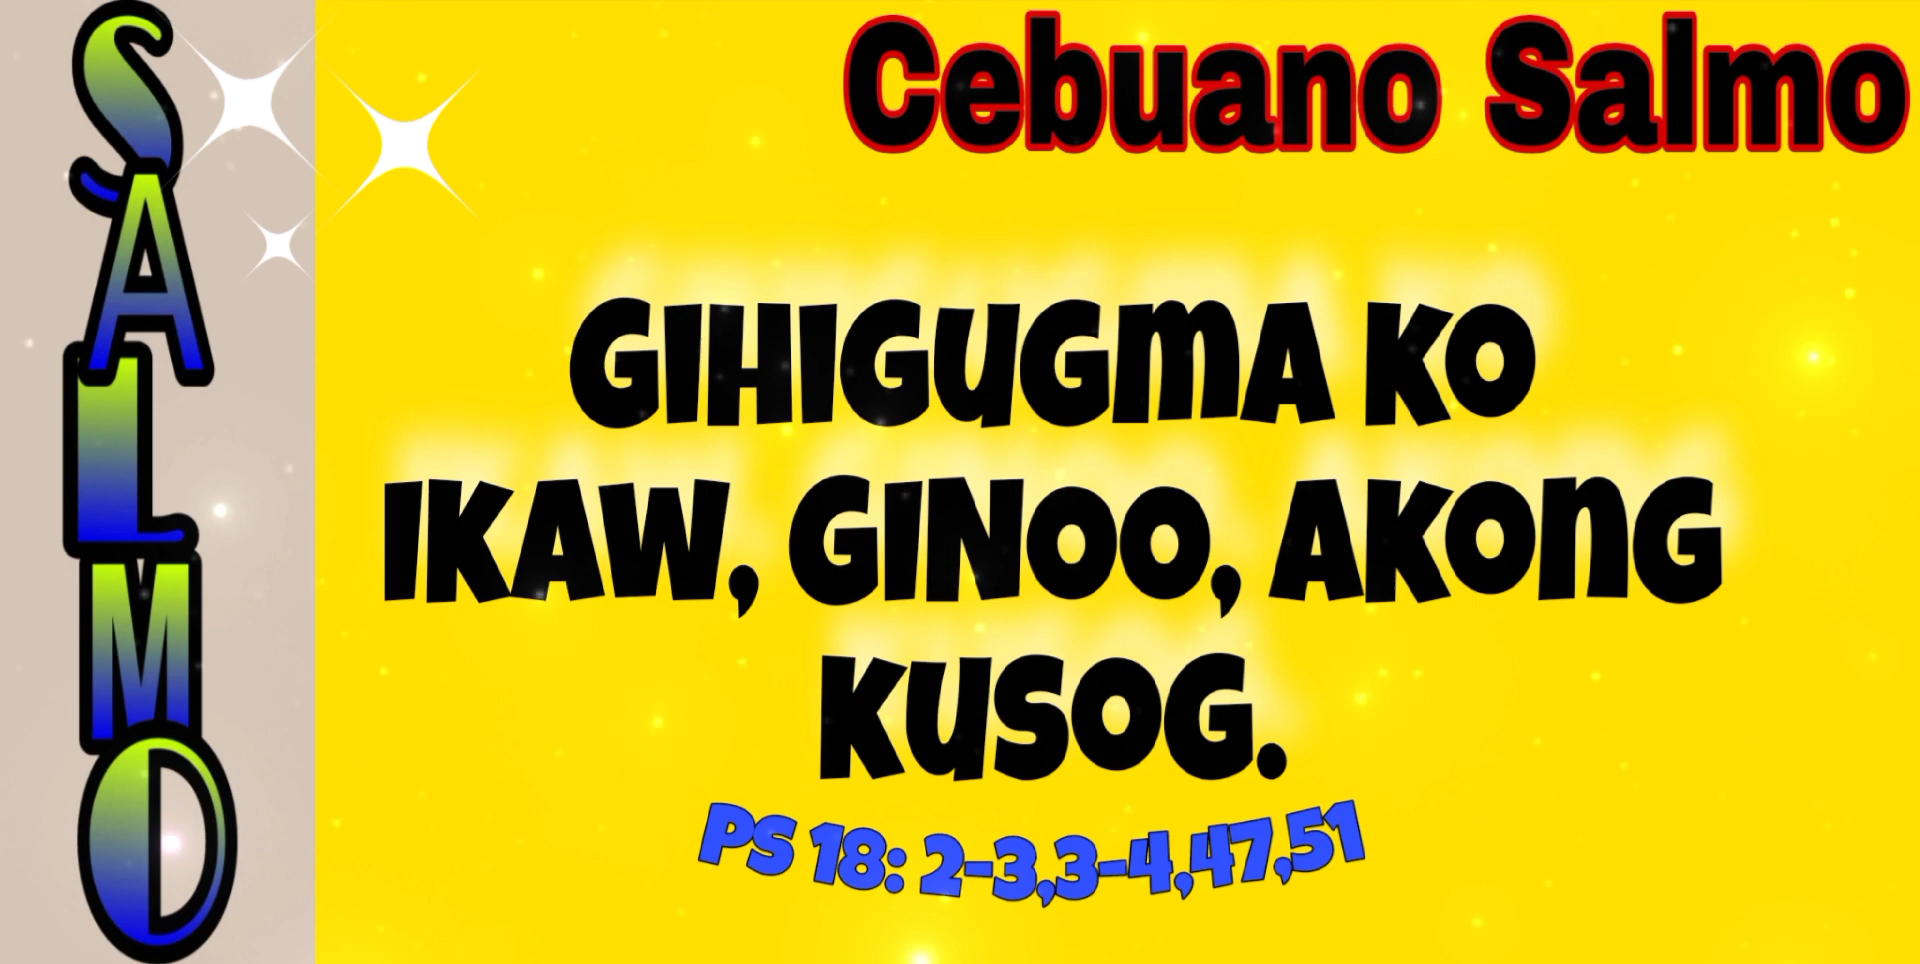 SALMO
Cebuano Salmo
GIHIGUGMA KO
IKAW, GINOO, AKONG
KUSOG.
PS 18: 2-3,3-4,47,51